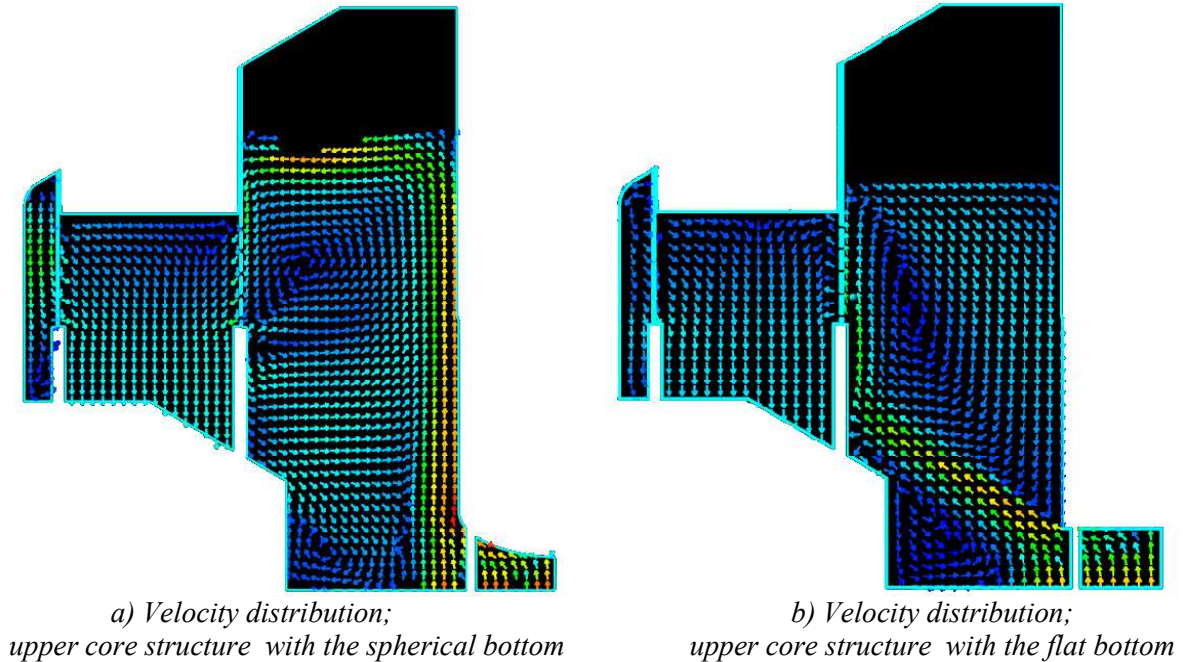 a) Velocity distribution;
upper core structure with the spherical bottom
b) Velocity distribution;
upper core structure with the flat bottom